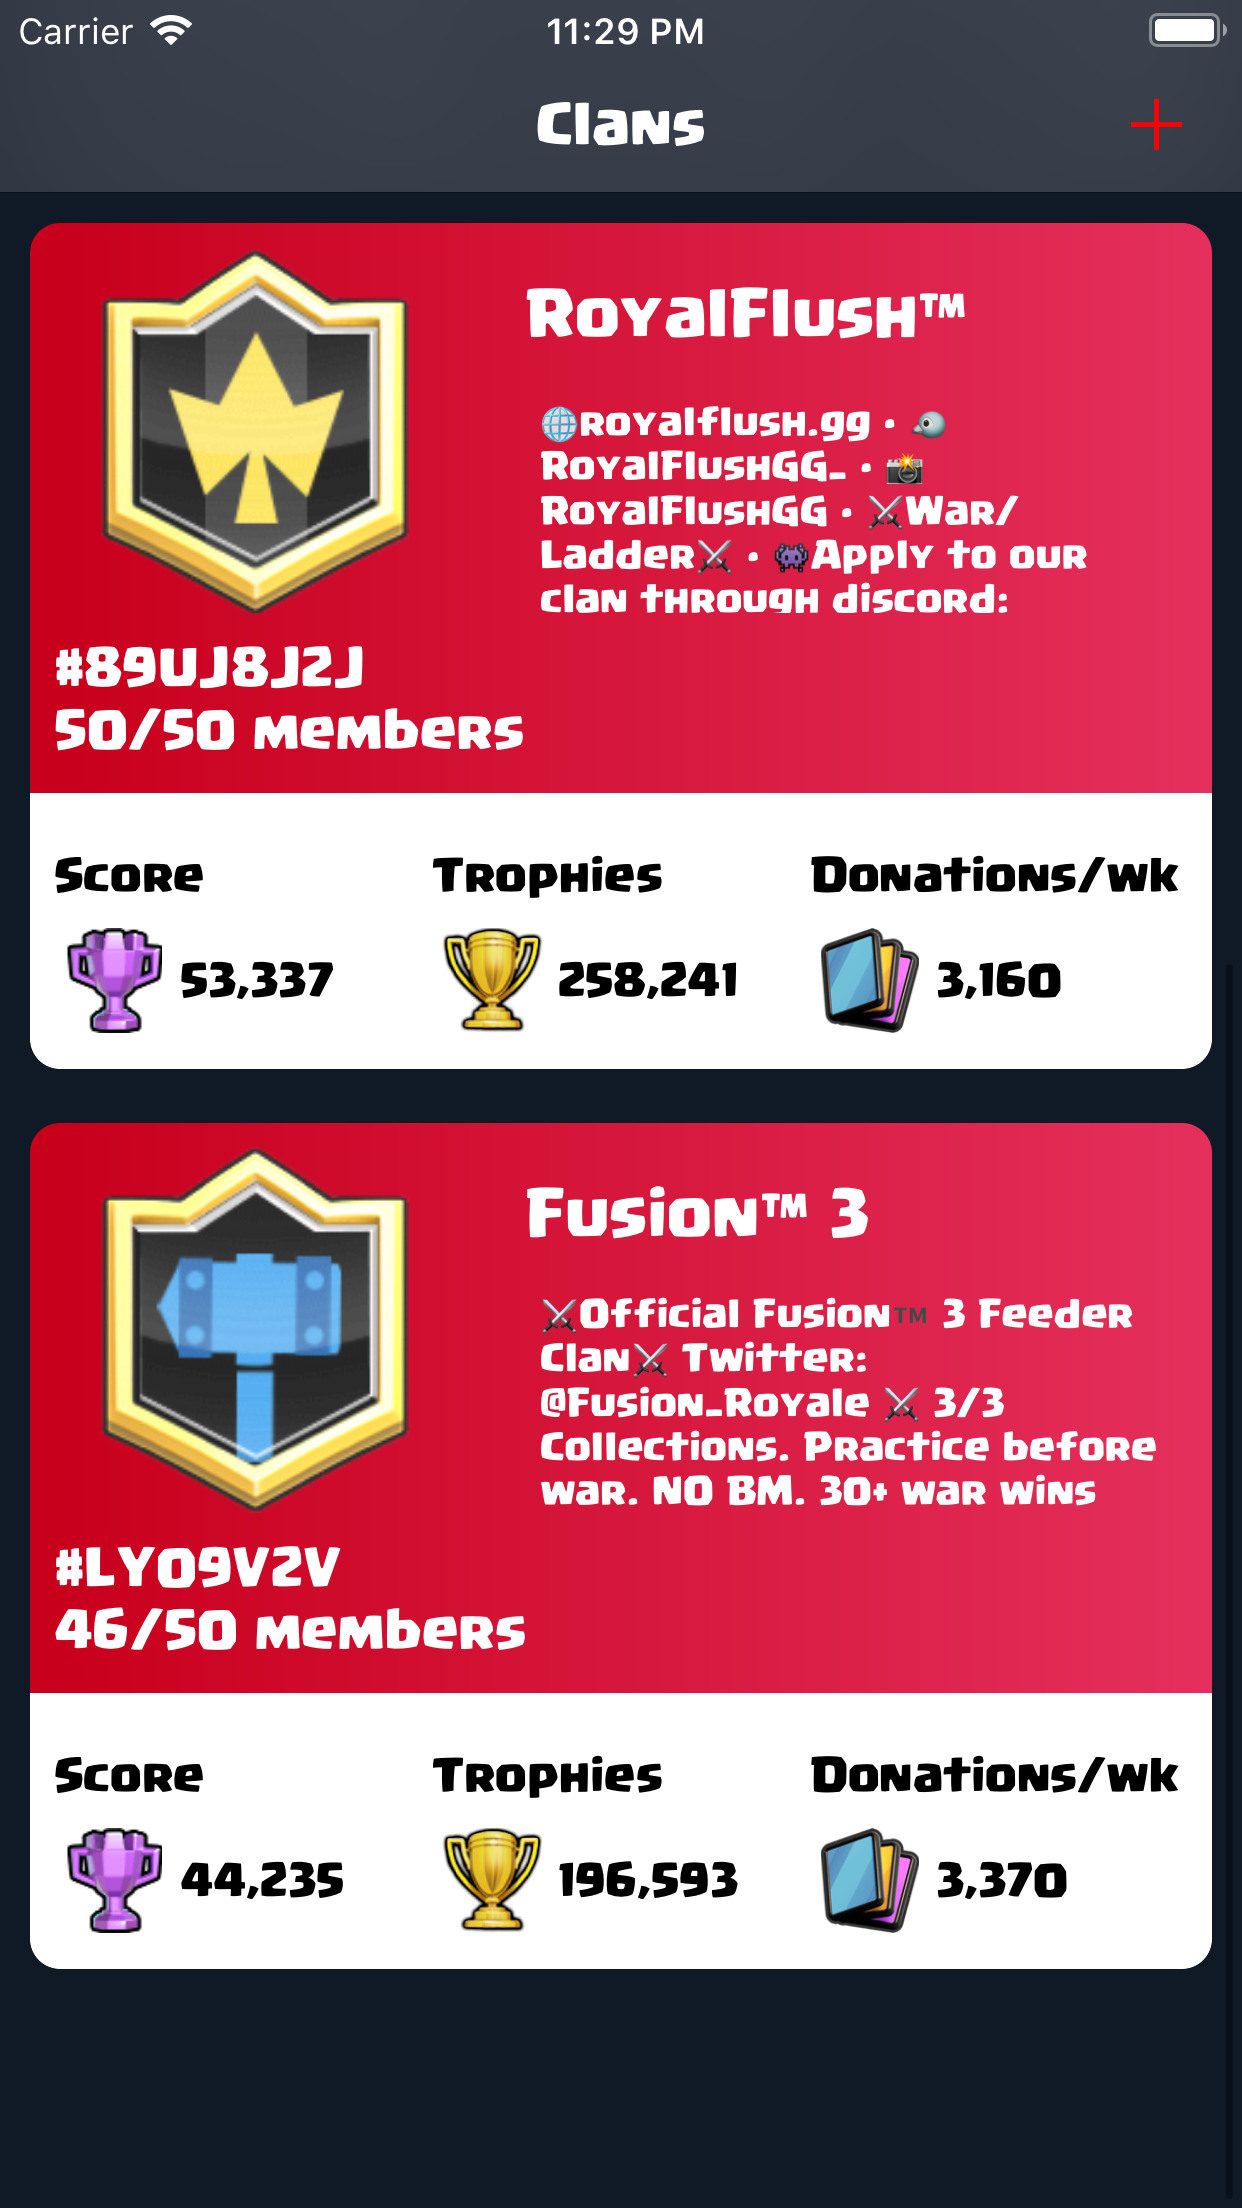 Carrier 11:29 PM
Clans
RoyalFlush™
🌐royalflush.gg • 🐦
RoyalFlushGG_ • 📸
RoyalFlushGG • ⚔️War/
Ladder⚔️ • 👾Apply to our
clan through discord:
#89UJ8J2J
50/50 members
Score Trophies Donations/wk
53,337 258,241 3,160
Fusion™ 3
⚔️Official Fusion™️ 3 Feeder
Clan⚔️ Twitter:
@Fusion_Royale ⚔️ 3/3
Collections. Practice before
war. NO BM. 30+ war wins
#LY09V2V
46/50 members
Score Trophies Donations/wk
44,235 196,593 3,370